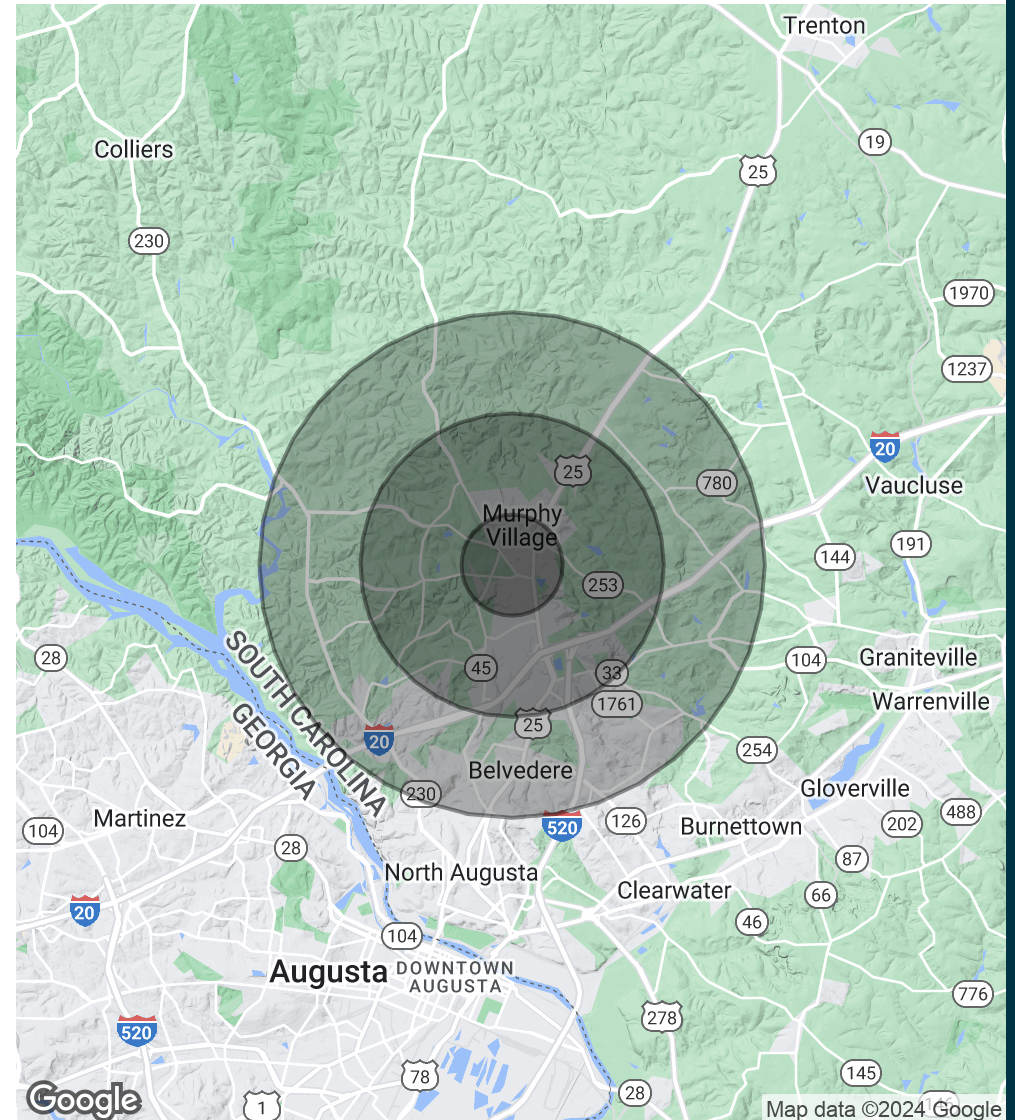 Trenton
19
Colliers
25
230
1970
1237
20
25
780
Vaucluse
Murphy
Village
191
144
253
28
SOUTH CAROLINA
GEORGIA
45
33
104
Graniteville
1761
Warrenville
25
20
254
Belvedere
Gloverville
230
488
Martinez
104
520
126
Burnettown
202
28
87
North Augusta
Clearwater
66
20
46
104
Augusta
DOWNTOWN
AUGUSTA
776
278
520
78
145
28
1
Google
Map data ©2024 Google